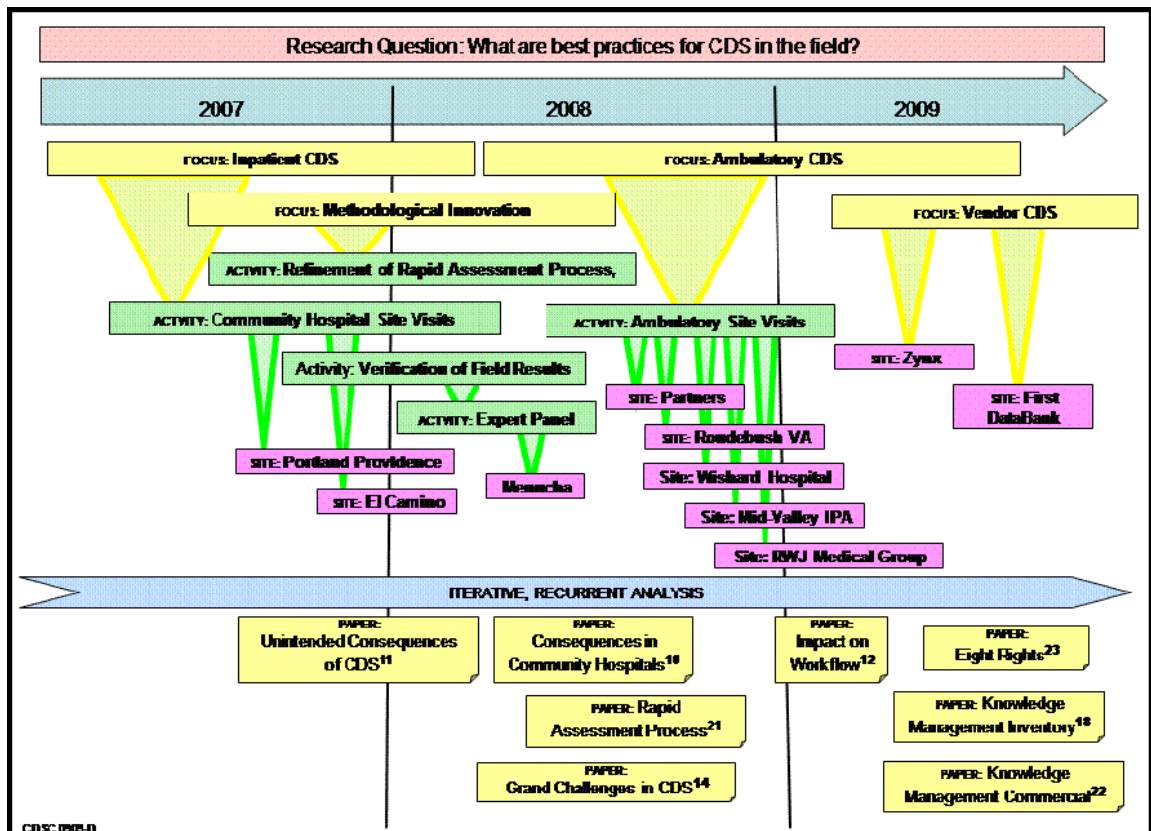 Research Question: What are best practices for CDS in the field?
2007
2008
2009
FOCUS: Inpatient CDS
FOCUS: Ambulatory CDS
FOCUS: Methodological Innovation
FOCUS: Vendor CDS
ACTIVITY: Refinement of Rapid Assessment Process,
ACTIVITY: Community Hospital Site Visits
ACTIVITY: Ambulatory Site Visits
SITE: Zynx
Activity: Verification of Field Results
SITE: Partners
SITE: First
DataBank
ACTIVITY: Expert Panel
SITE: Roudebush VA
SITE: Portland Providence
Site: Wishard Hospital
Menucha
SITE: El Camino
Site: Mid-Valley IPA
Site: RWJ Medical Group
ITERATIVE, RECURRENT ANALYSIS
PAPER:
Unintended Consequences
of CDS11
PAPER:
Consequences in
Community Hospitals10
PAPER:
Impact on
Workflow12
PAPER:
Eight Rights23
PAPER: Rapid
Assessment Process21
PAPER: Knowledge
Management Inventory18
PAPER:
Grand Challenges in CDS14
PAPER: Knowledge
Management Commercial22